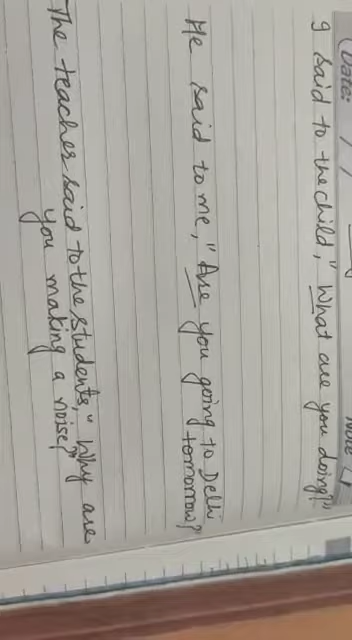 Date: / /
I said to the child, "What are you doing?"
He said to me, "Are you going to Delhi
tomorrow?
The teacher said to the students, "Why are
you making a noise?"